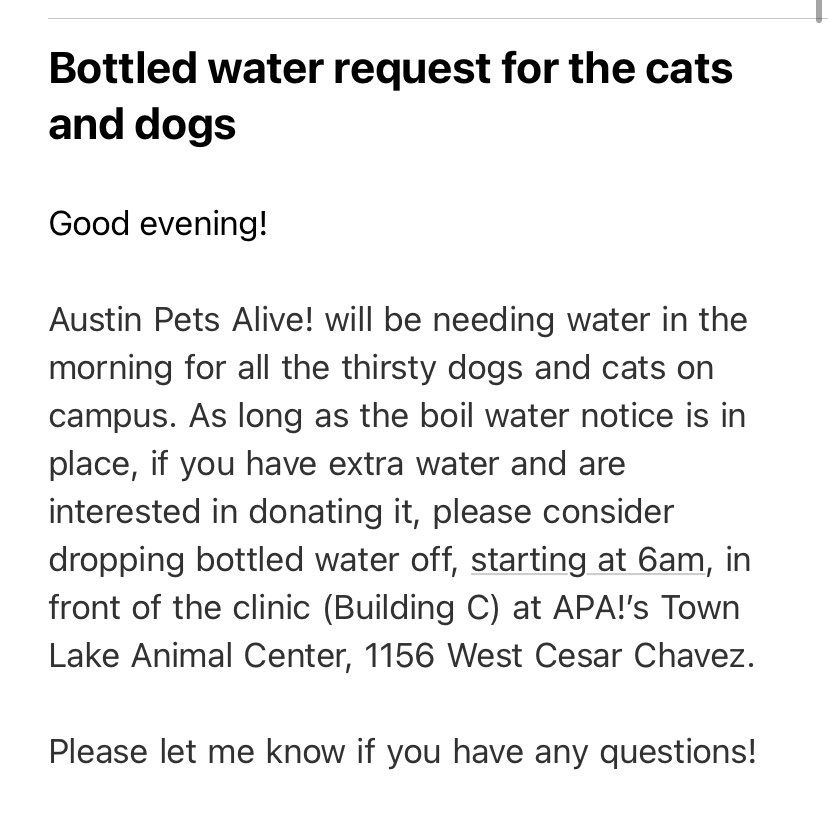 Bottled water request for the cats
and dogs
Good evening!
Austin Pets Alive! will be needing water in the
morning for all the thirsty dogs and cats on
campus. As long as the boil water notice is in
place, if you have extra water and are
interested in donating it, please consider
dropping bottled water off, starting at 6am, in
front of the clinic (Building C) at APA!’s Town
Lake Animal Center, 1156 West Cesar Chavez.
Please let me know if you have any questions!